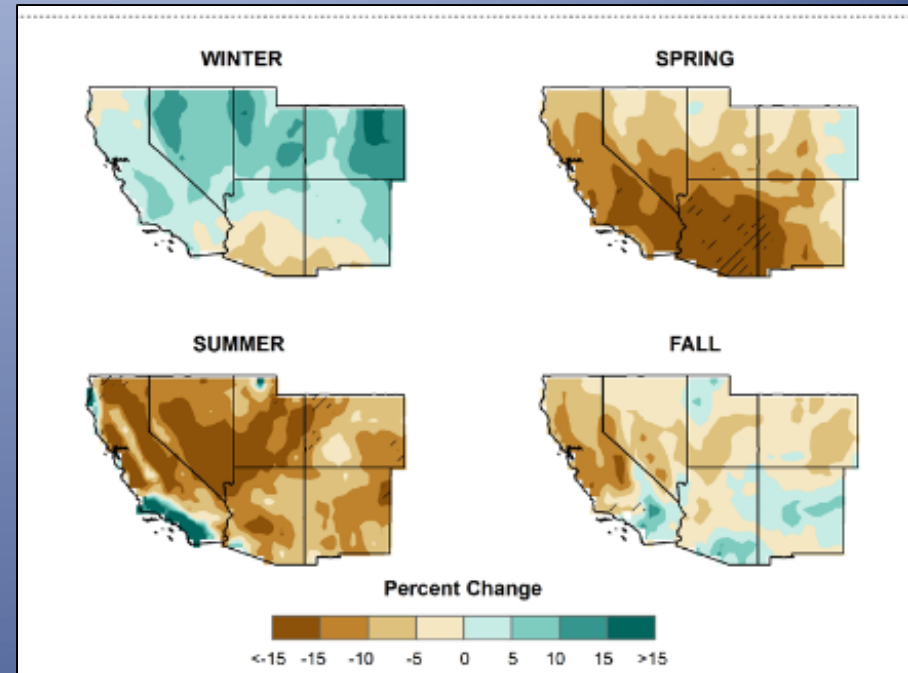 WINTER
SPRING
SUMMER
FALL
Percent Change
<-15 -15 -10 -5 0 5 10 15 >15